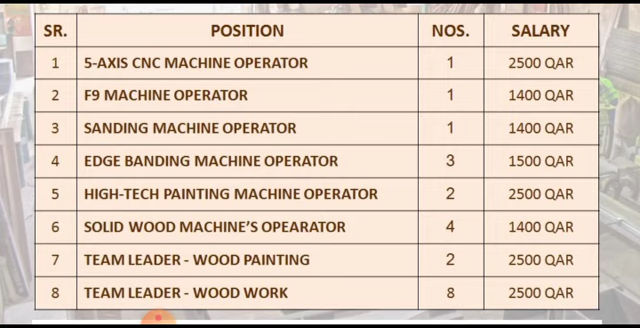 SR. POSITION NOS. SALARY
1 5-AXIS CNC MACHINE OPERATOR 1 2500 QAR
2 F9 MACHINE OPERATOR 1 1400 QAR
3 SANDING MACHINE OPERATOR 1 1400 QAR
4 EDGE BANDING MACHINE OPERATOR 3 1500 QAR
5 HIGH-TECH PAINTING MACHINE OPERATOR 2 2500 QAR
6 SOLID WOOD MACHINE’S OPEARATOR 4 1400 QAR
7 TEAM LEADER - WOOD PAINTING 2 2500 QAR
8 TEAM LEADER - WOOD WORK 8 2500 QAR